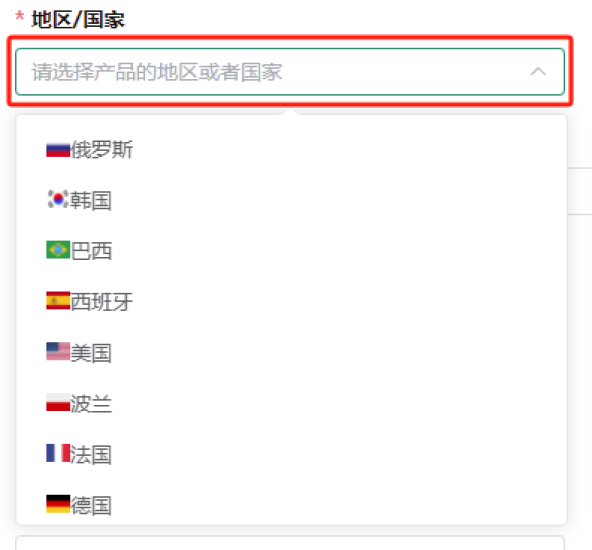 * 地区/国家
请选择产品的地区或者国家
俄罗斯
韩国
巴西
西班牙
美国
波兰
法国
德国